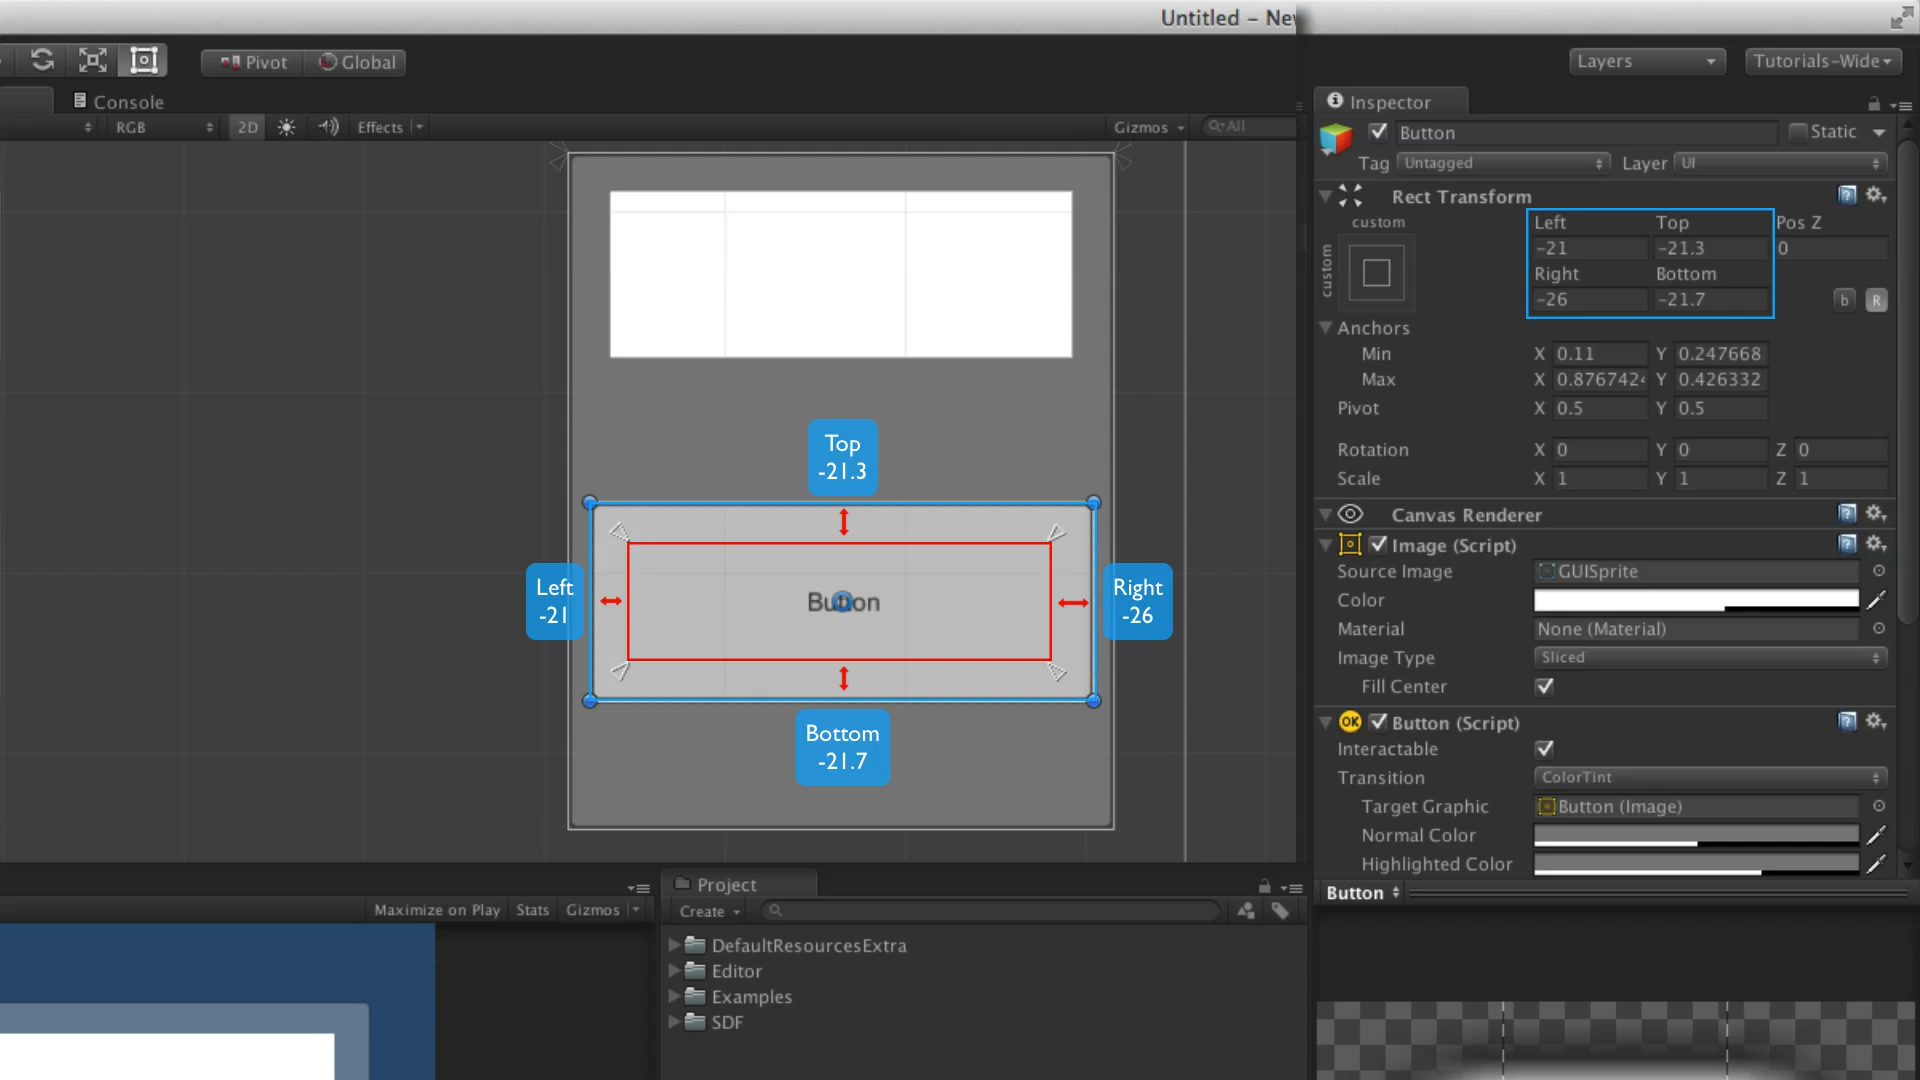 Untitled – New
Pivot
Global
Layers
Tutorials-Wide
Console
Inspector
RGB
2D
Effects
Gizmos
All
Button
Static
Tag
Untagged
Layer
UI
Rect Transform
custom
custom
Left
Top
Pos Z
-21
-21.3
0
Right
Bottom
-26
-21.7
b
R
Anchors
Min
X
0.11
Y
0.247668
Max
X
0.8767424
Y
0.426332
Pivot
X
0.5
Y
0.5
Rotation
X
0
Y
0
Z
0
Scale
X
1
Y
1
Z
1
Top
-21.3
Left
-21
Button
Right
-26
Bottom
-21.7
Canvas Renderer
Image (Script)
Source Image
GUISprite
Color
Material
None (Material)
Image Type
Sliced
Fill Center
OK
Button (Script)
Interactable
Transition
ColorTint
Target Graphic
Button (Image)
Normal Color
Highlighted Color
Button
Maximize on Play
Stats
Gizmos
Project
Create
DefaultResourcesExtra
Editor
Examples
SDF